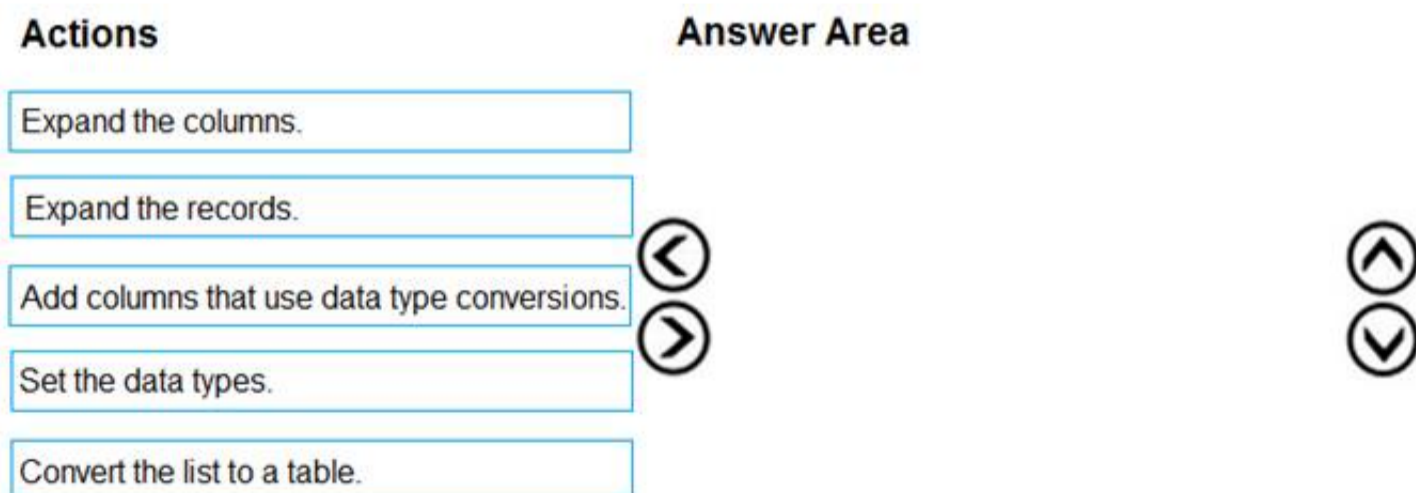 Actions
Answer Area
Expand the columns.
Expand the records.
Add columns that use data type conversions.
Set the data types.
Convert the list to a table.